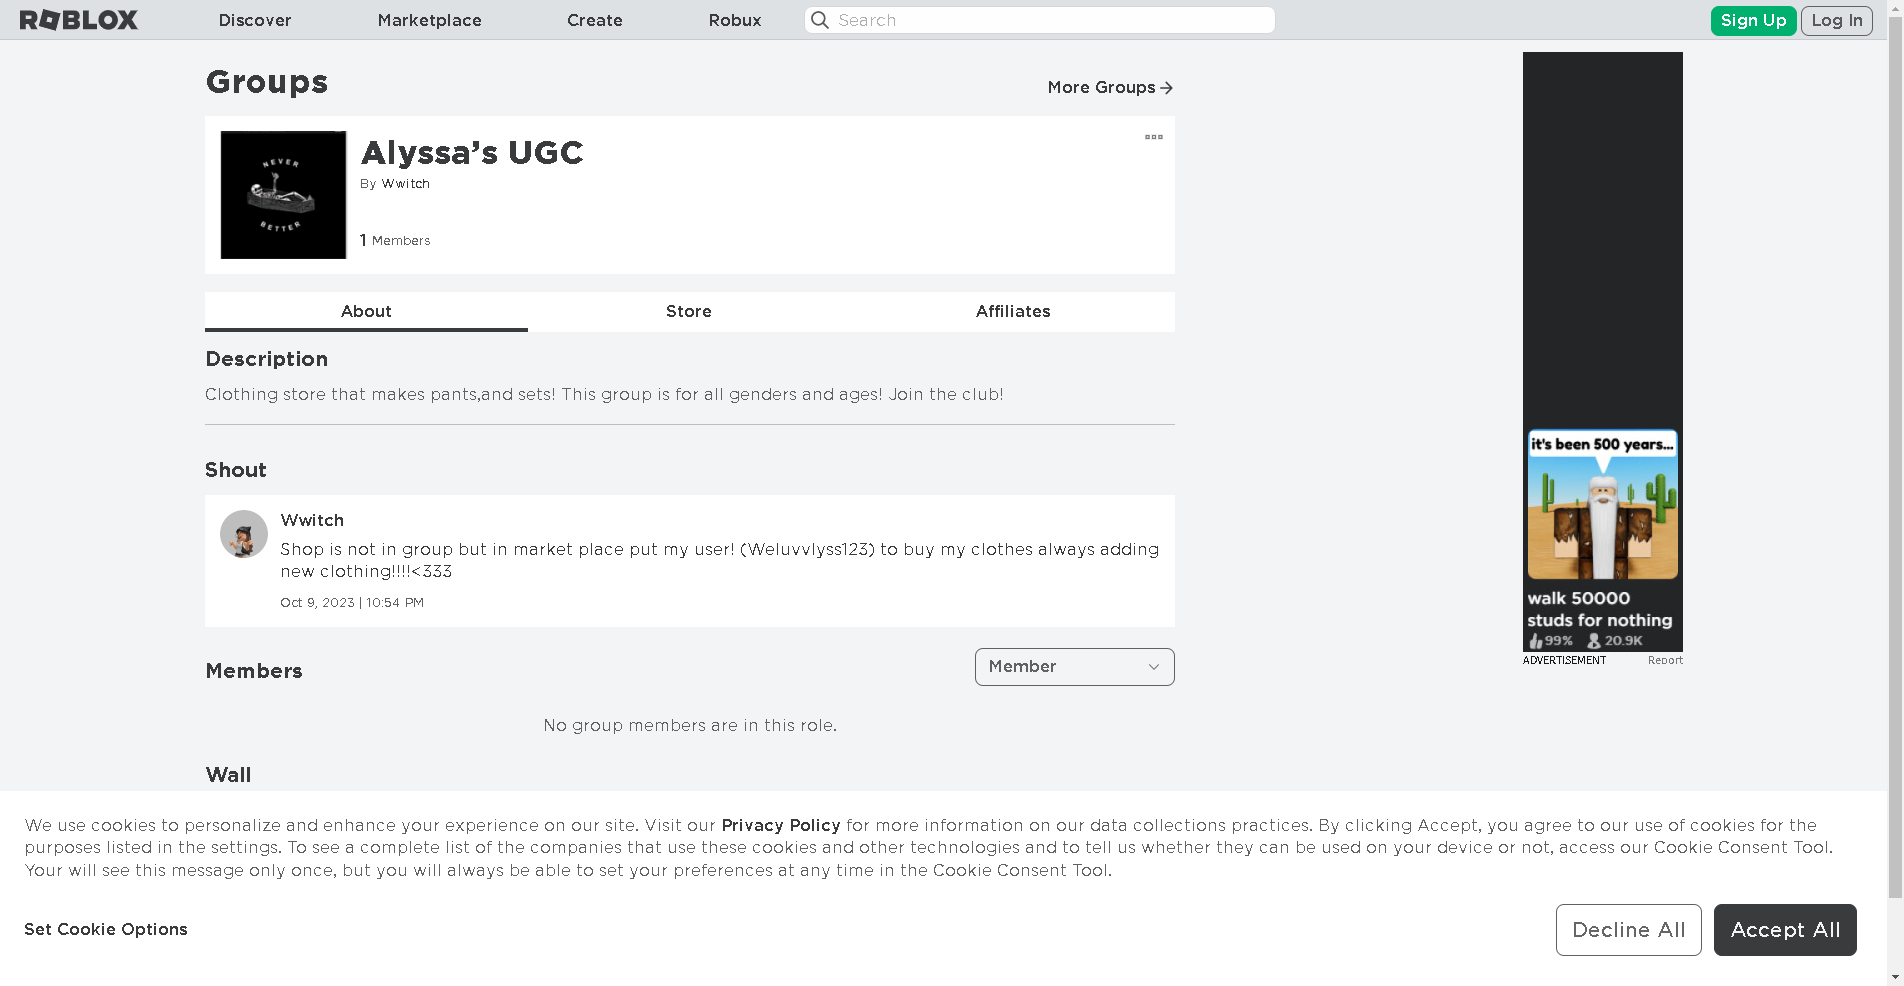 ROBLOX
Discover
Marketplace
Create
Robux
Search
Sign Up
Log In
Groups
More Groups
NEVER
BETTER
Alyssa’s UGC
By Wwitch
1 Members
About
Store
Affiliates
Description
Clothing store that makes pants,and sets! This group is for all genders and ages! Join the club!
Shout
Wwitch
Shop is not in group but in market place put my user! (Weluvvlyss123) to buy my clothes always adding
new clothing!!!!<333
Oct 9, 2023 | 10:54 PM
Members
Member
No group members are in this role.
Wall
it's been 500 years...
walk 50000
studs for nothing
99% 20.9K
ADVERTISEMENT
Report
We use cookies to personalize and enhance your experience on our site. Visit our Privacy Policy for more information on our data collections practices. By clicking Accept, you agree to our use of cookies for the
purposes listed in the settings. To see a complete list of the companies that use these cookies and other technologies and to tell us whether they can be used on your device or not, access our Cookie Consent Tool.
Your will see this message only once, but you will always be able to set your preferences at any time in the Cookie Consent Tool.
Set Cookie Options
Decline All
Accept All